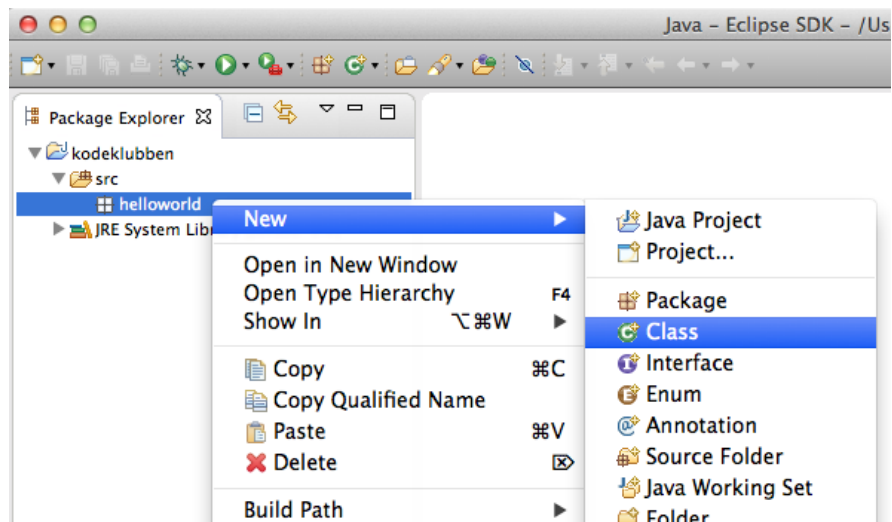 Java – Eclipse SDK – /Us
Package Explorer
kodeklubben
src
helloworld
JRE System Lib
New
Open in New Window
Open Type Hierarchy F4
Show In ⌥⌘W
Copy ⌘C
Copy Qualified Name
Paste ⌘V
Delete ⌦
Build Path
Java Project
Project...
Package
Class
Interface
Enum
Annotation
Source Folder
Java Working Set
Folder